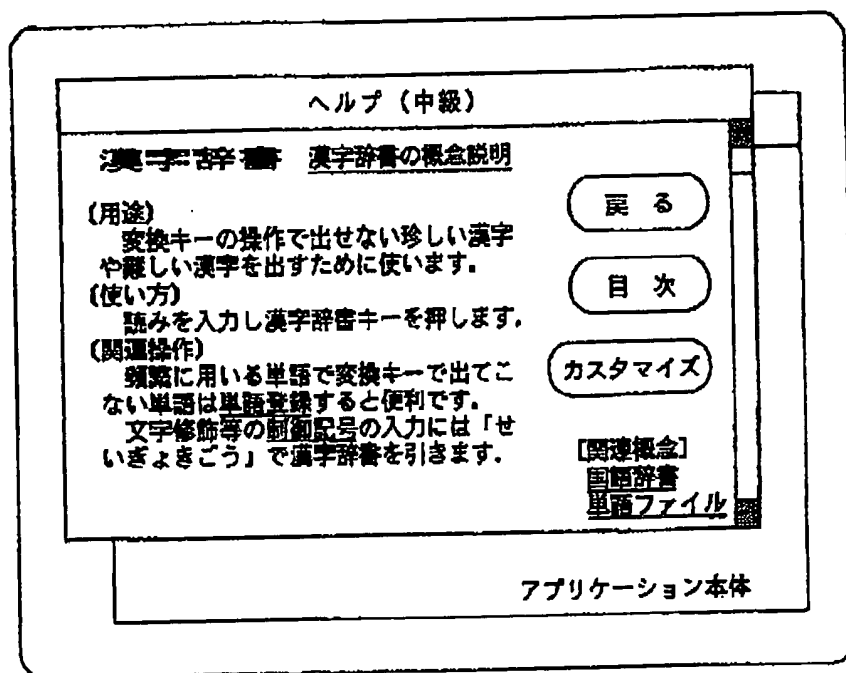 ヘルプ（中級）
漢字辞書 漢字辞書の概念説明
(用途)
変換キーの操作で出せない珍しい漢字
や難しい漢字を出すために使います．
(使い方)
読みを入力し漢字辞書キーを押します．
(関連操作)
頻繁に用いる単語で変換キーで出てこ
ない単語は単語登録すると便利です．
文字修飾等の制御記号の入力には「せ
いぎょきごう」で漢字辞書を引きます．
戻る
目次
カスタマイズ
[関連概念]
国語辞書
単語ファイル
アプリケーション本体